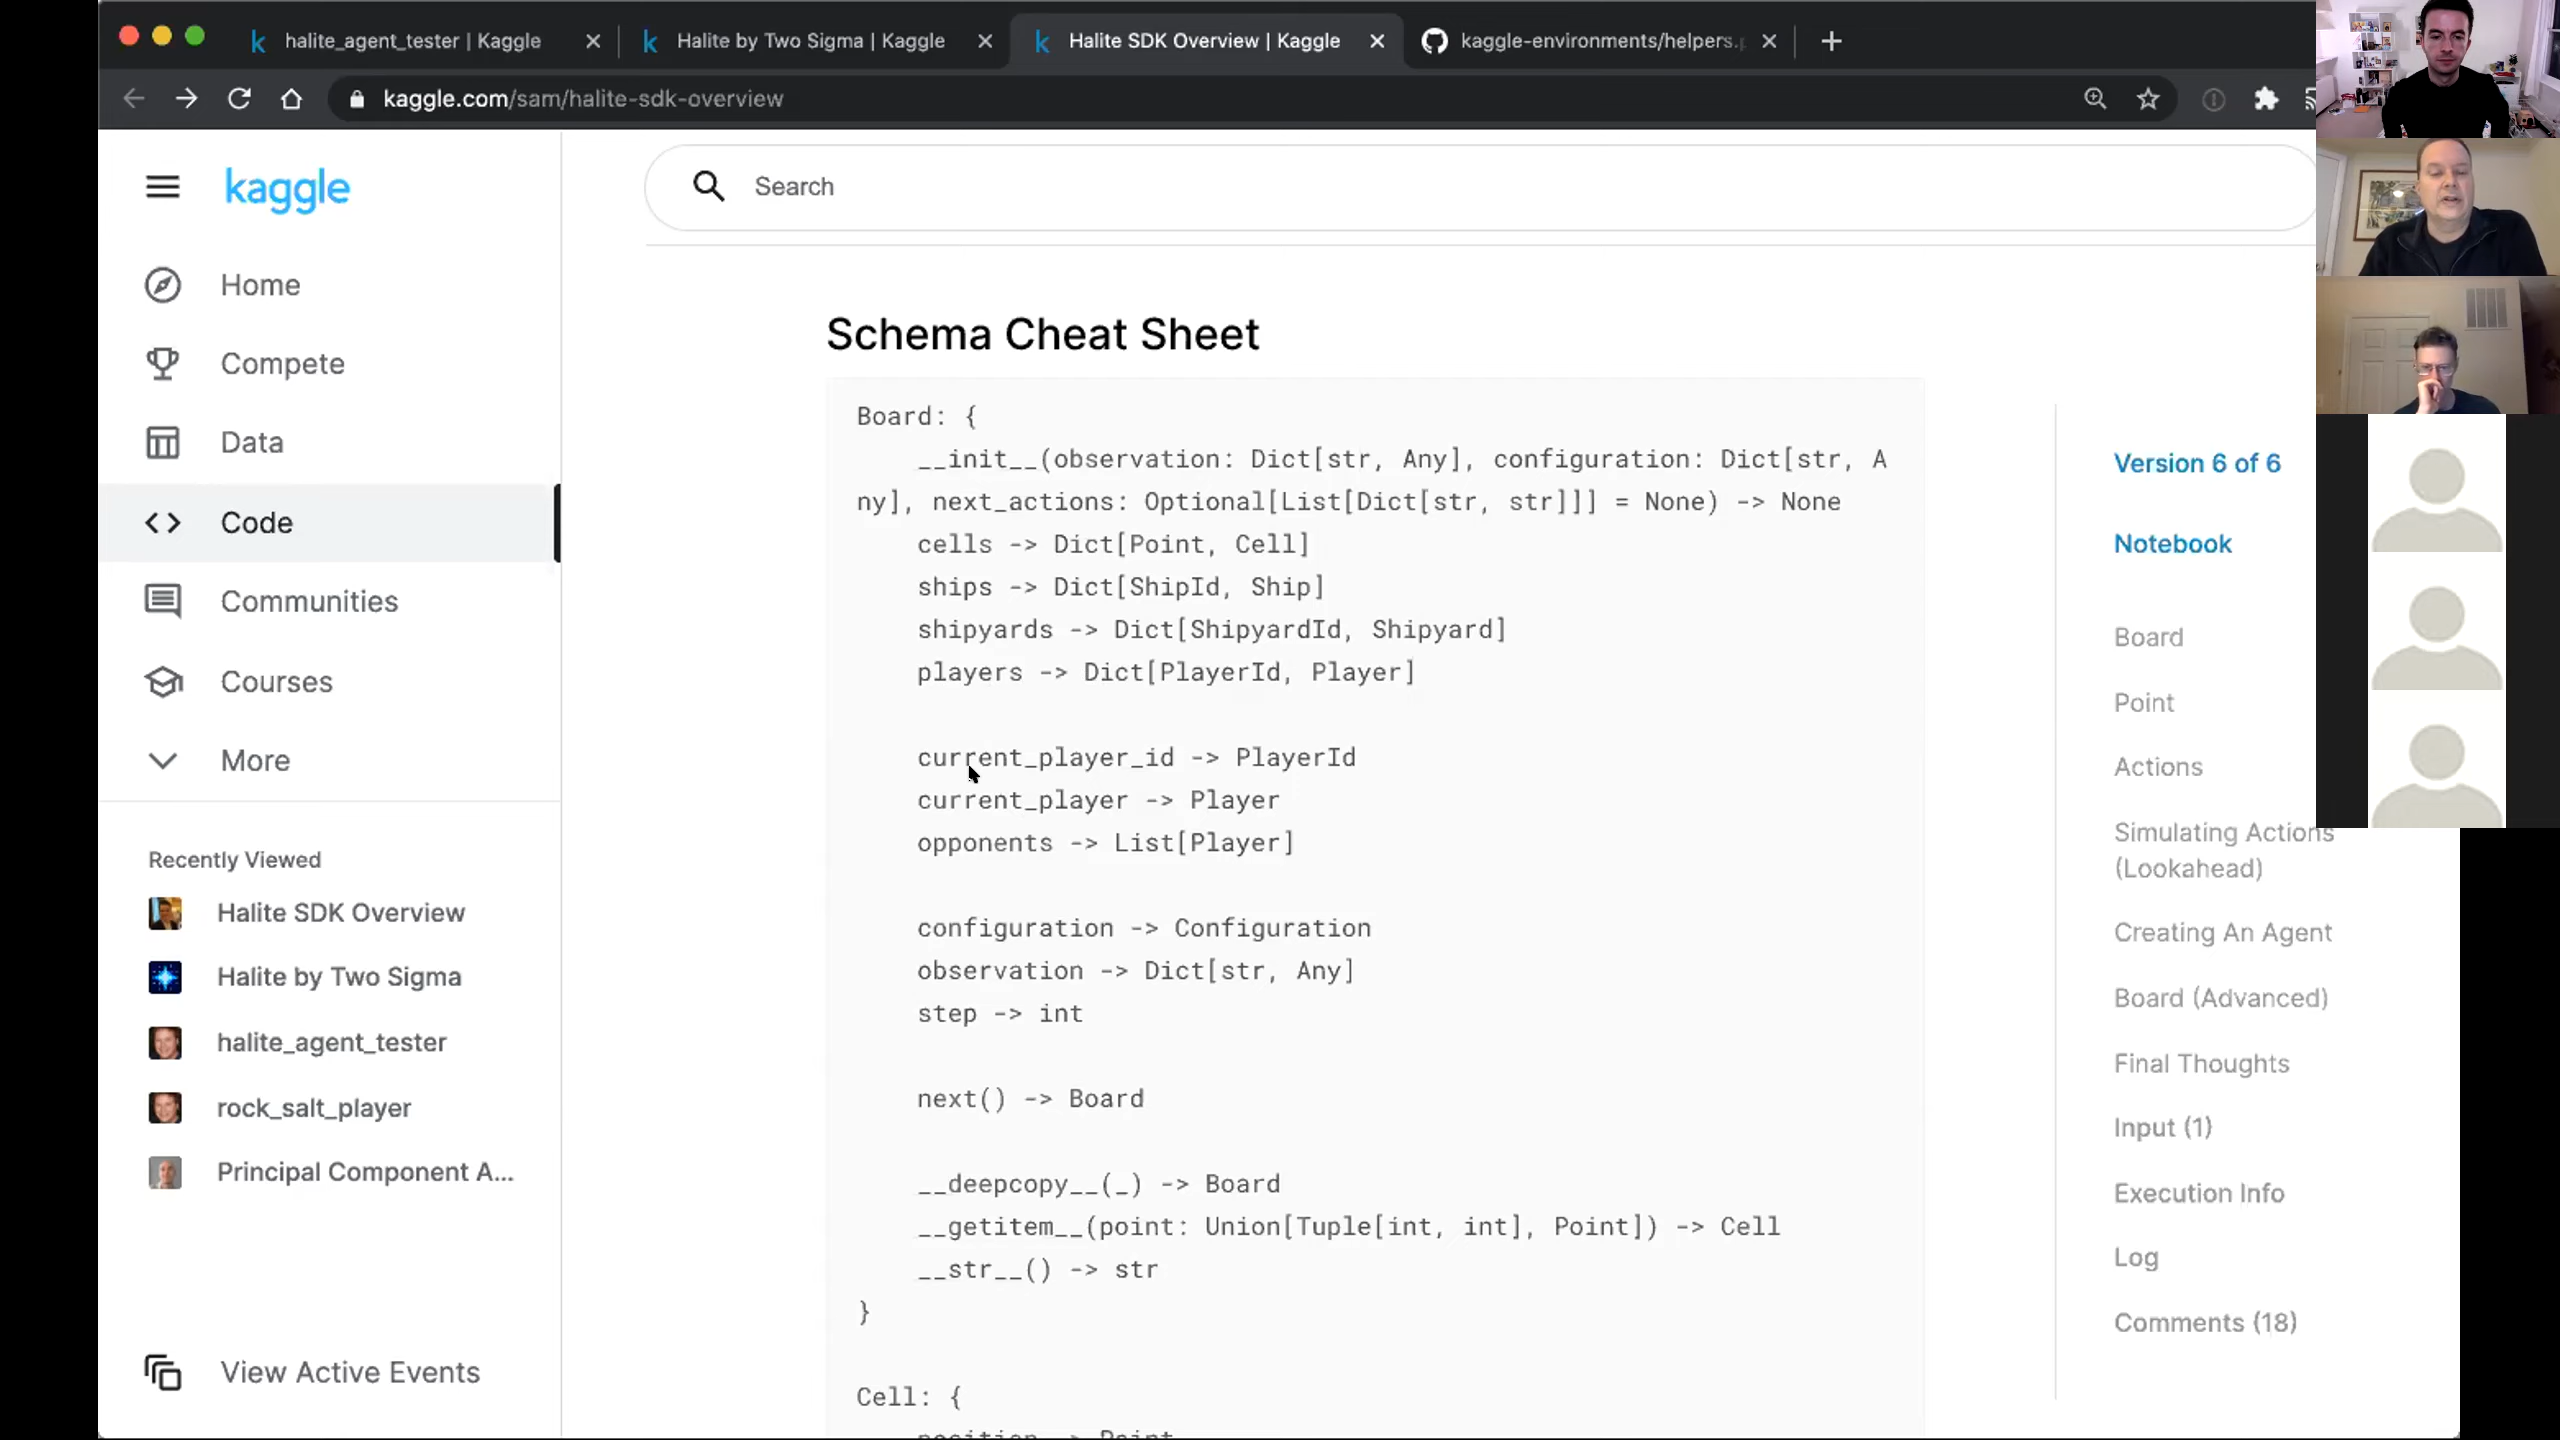 halite_agent_tester | Kaggle
Halite by Two Sigma | Kaggle
Halite SDK Overview | Kaggle
kaggle-environments/helpers.p
kaggle.com/sam/halite-sdk-overview
kaggle
Search
Home
Compete
Data
Code
Communities
Courses
More
Recently Viewed
Halite SDK Overview
Halite by Two Sigma
halite_agent_tester
rock_salt_player
Principal Component A...
View Active Events
Schema Cheat Sheet
Board: {
__init__(observation: Dict[str, Any], configuration: Dict[str, A
ny], next_actions: Optional[List[Dict[str, str]]] = None) -> None
cells -> Dict[Point, Cell]
ships -> Dict[ShipId, Ship]
shipyards -> Dict[ShipyardId, Shipyard]
players -> Dict[PlayerId, Player]
current_player_id -> PlayerId
current_player -> Player
opponents -> List[Player]
configuration -> Configuration
observation -> Dict[str, Any]
step -> int
next() -> Board
__deepcopy__(_) -> Board
__getitem__(point: Union[Tuple[int, int], Point]) -> Cell
__str__() -> str
}
Cell: {
position -> Point
Version 6 of 6
Notebook
Board
Point
Actions
Simulating Actions
(Lookahead)
Creating An Agent
Board (Advanced)
Final Thoughts
Input (1)
Execution Info
Log
Comments (18)